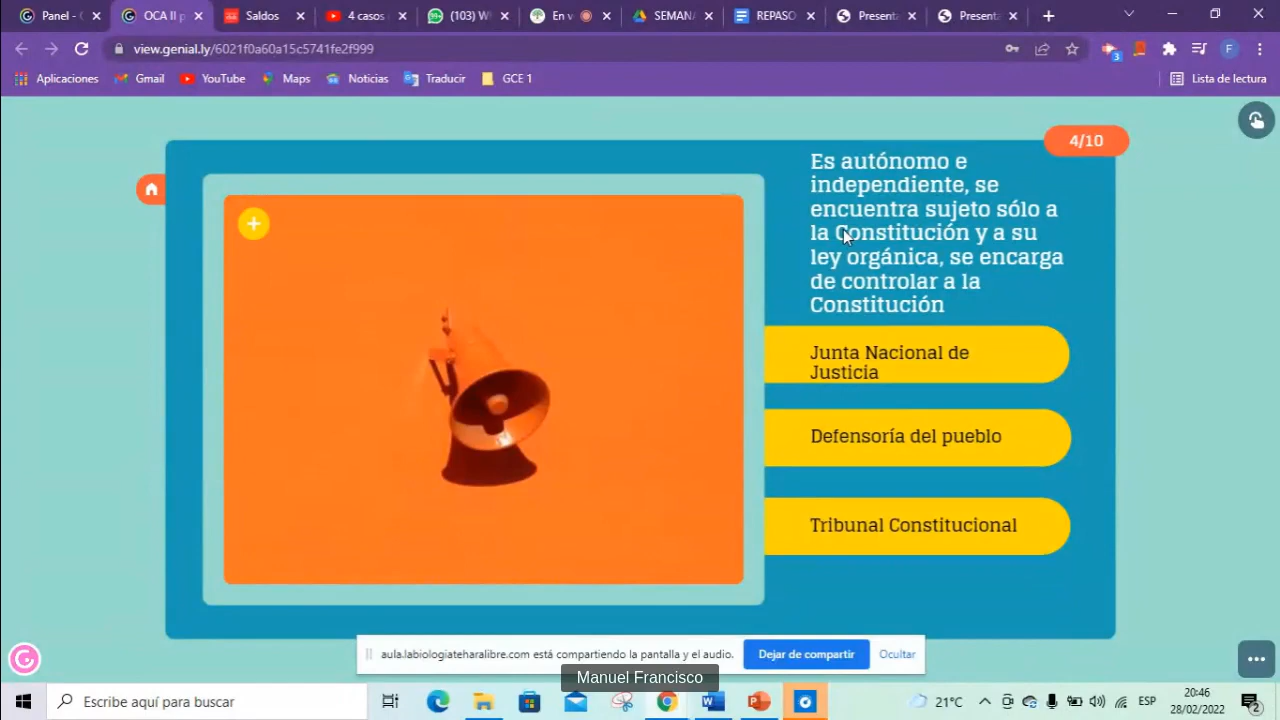 Panel - C
OCA II p
Saldos
4 casos
(103) W
En v
SEMANA
REPASO
Presenta
Presenta
view.genial.ly/6021f0a60a15c5741fe2f999
3
F
Aplicaciones
Gmail
YouTube
Maps
Noticias
Traducir
GCE 1
Lista de lectura
4/10
Es autónomo e
independiente, se
encuentra sujeto sólo a
la Constitución y a su
ley orgánica, se encarga
de controlar a la
Constitución
Junta Nacional de
Justicia
Defensoría del pueblo
Tribunal Constitucional
aula.labiologiateharalibre.com está compartiendo la pantalla y el audio.
Dejar de compartir
Ocultar
Manuel Francisco
Escribe aquí para buscar
21°C
ESP
20:46
28/02/2022
2